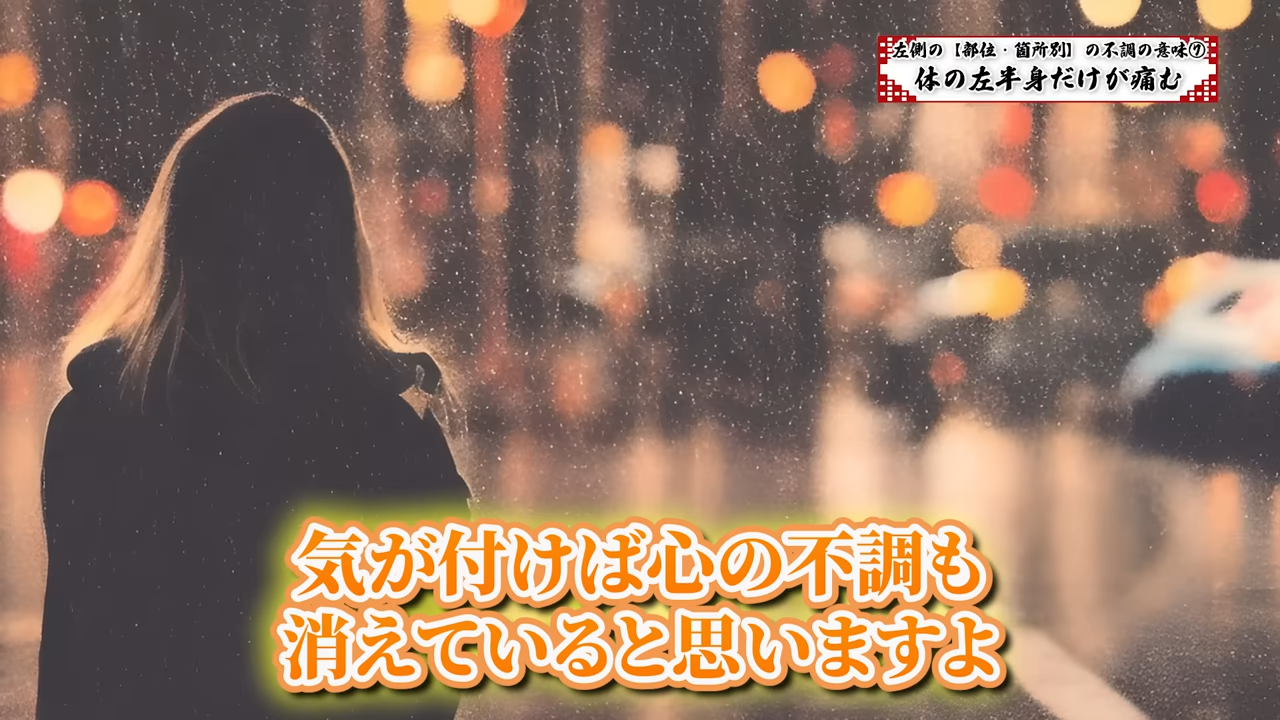 左側の【部位・箇所別】の不調の意味⑦
体の左半身だけが痛む
気が付けば心の不調も
消えていると思いますよ